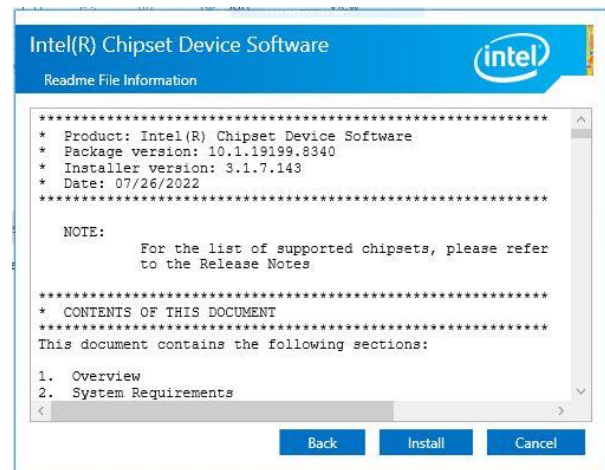 Intel(R) Chipset Device Software
intel
Readme File Information
************************************************************
* Product: Intel(R) Chipset Device Software
* Package version: 10.1.19199.8340
* Installer version: 3.1.7.143
* Date: 07/26/2022
************************************************************
NOTE:
For the list of supported chipsets, please refer
to the Release Notes
************************************************************
* CONTENTS OF THIS DOCUMENT
************************************************************
This document contains the following sections:
1. Overview
2. System Requirements
Back
Install
Cancel